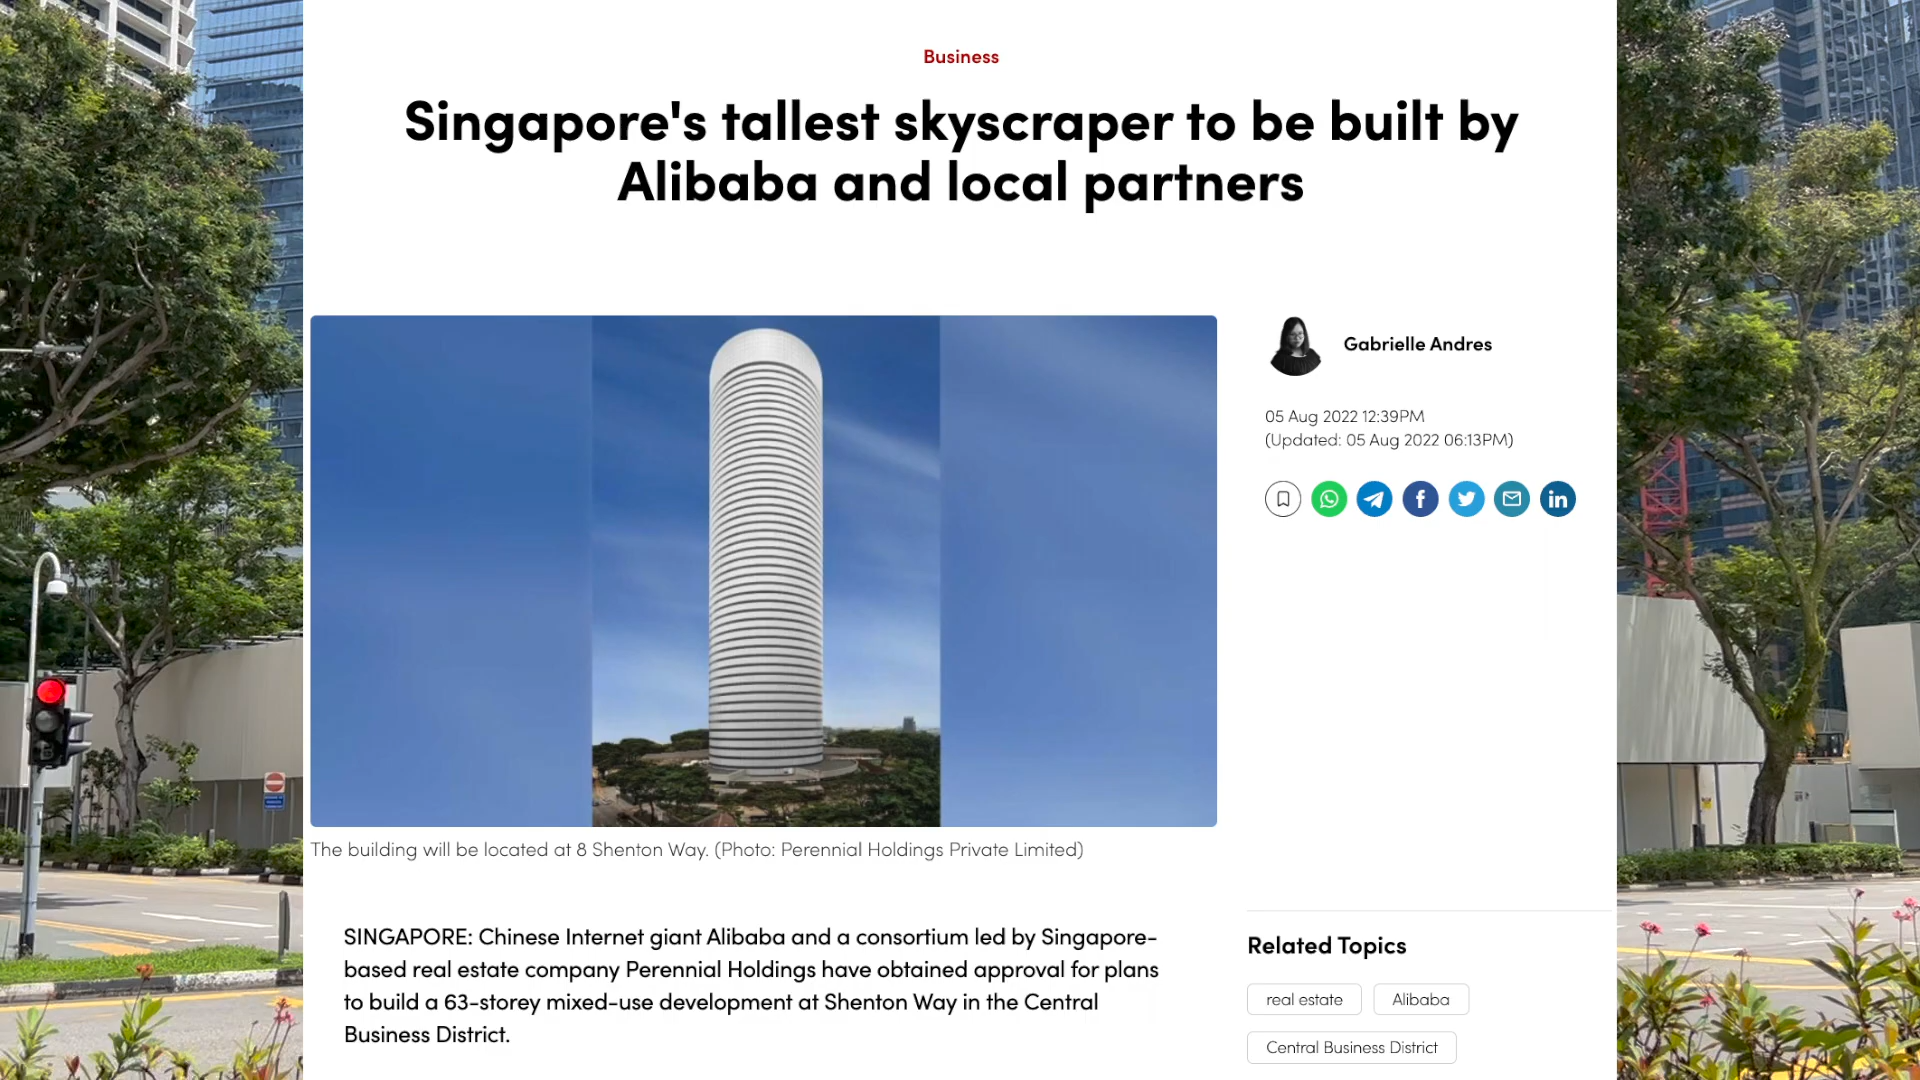 Business
Singapore's tallest skyscraper to be built by
Alibaba and local partners
Gabrielle Andres
05 Aug 2022 12:39PM
(Updated: 05 Aug 2022 06:13PM)
The building will be located at 8 Shenton Way. (Photo: Perennial Holdings Private Limited)
SINGAPORE: Chinese Internet giant Alibaba and a consortium led by Singapore-
based real estate company Perennial Holdings have obtained approval for plans
to build a 63-storey mixed-use development at Shenton Way in the Central
Business District.
Related Topics
real estate
Alibaba
Central Business District